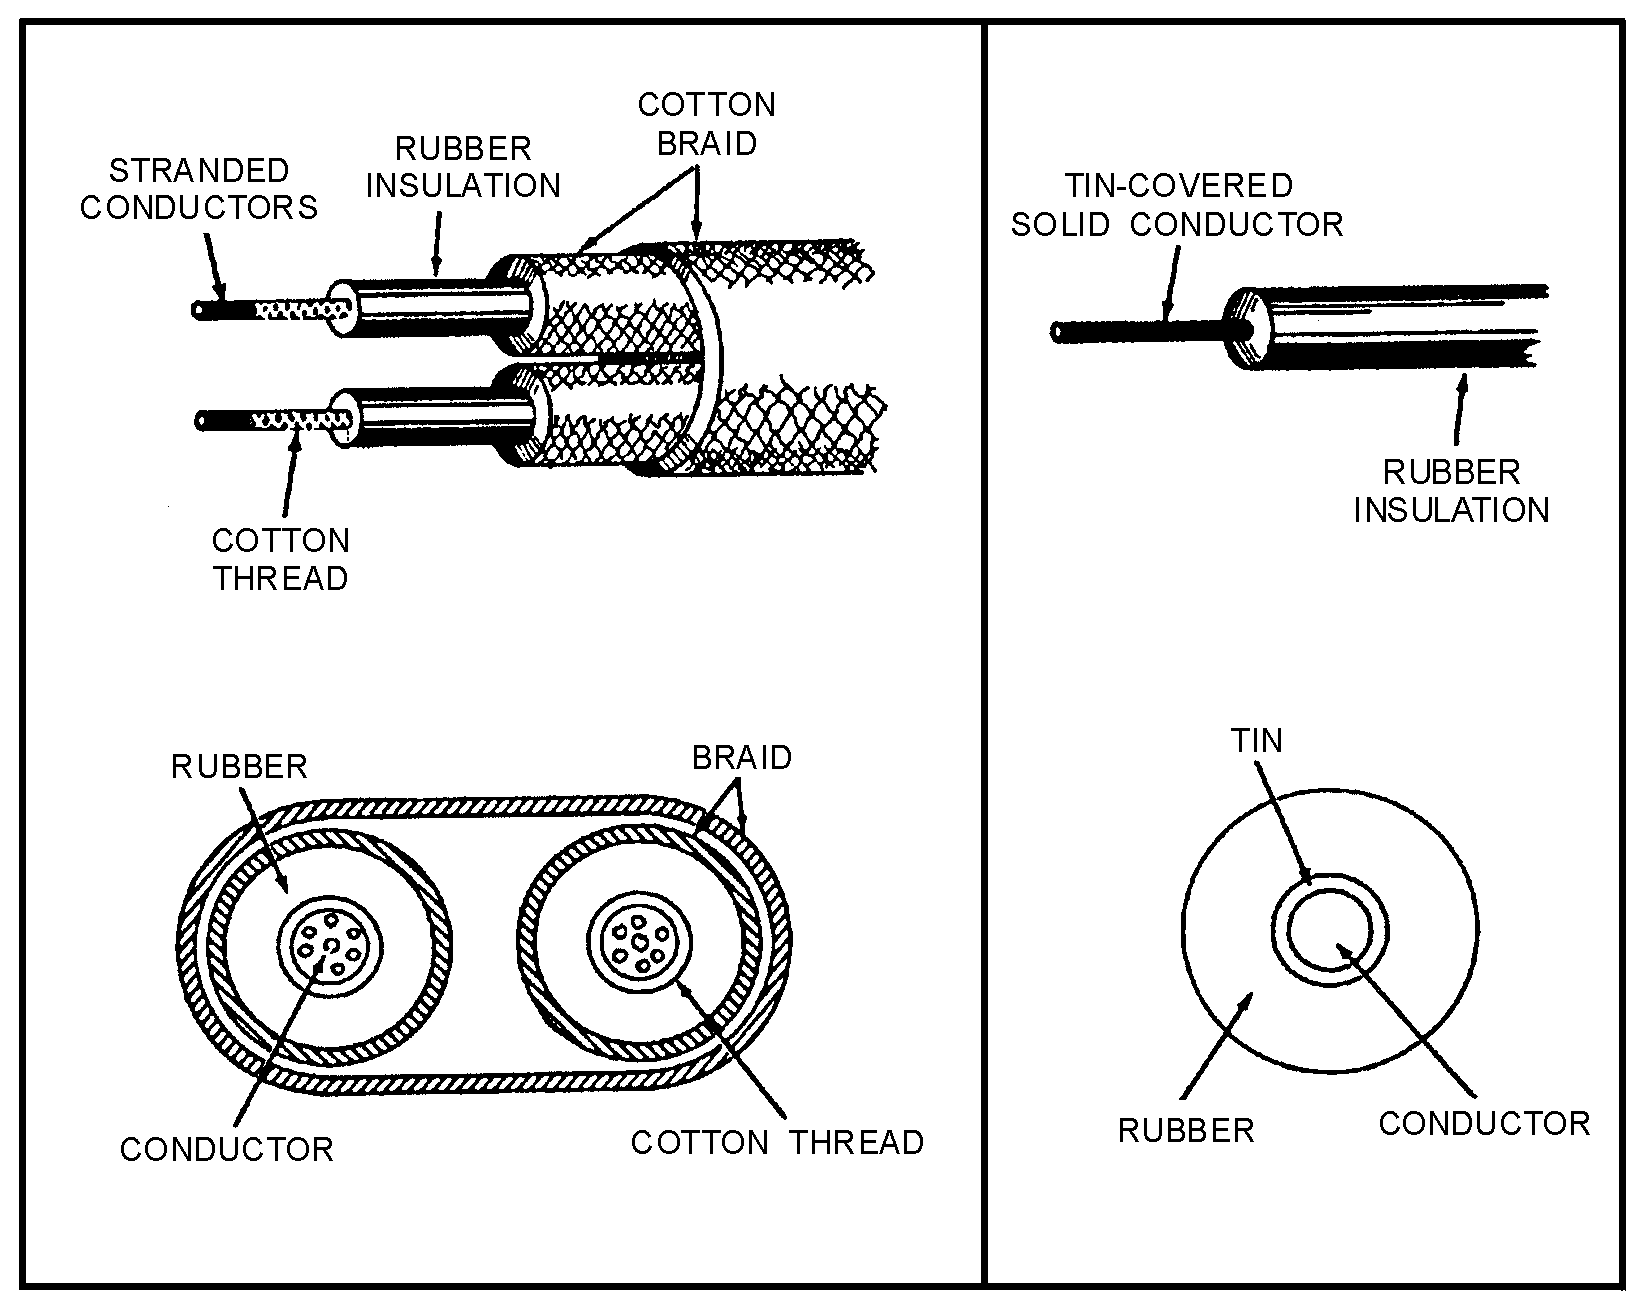 COTTON
BRAID
RUBBER
INSULATION
STRANDED
CONDUCTORS
COTTON
THREAD
TIN-COVERED
SOLID CONDUCTOR
RUBBER
INSULATION
RUBBER
BRAID
CONDUCTOR
COTTON THREAD
TIN
RUBBER
CONDUCTOR